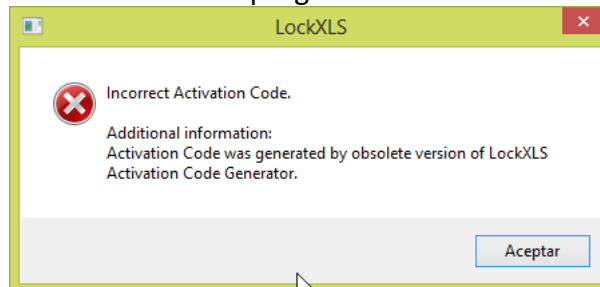 LockXLS
Incorrect Activation Code.
Additional information:
Activation Code was generated by obsolete version of LockXLS
Activation Code Generator.
Aceptar